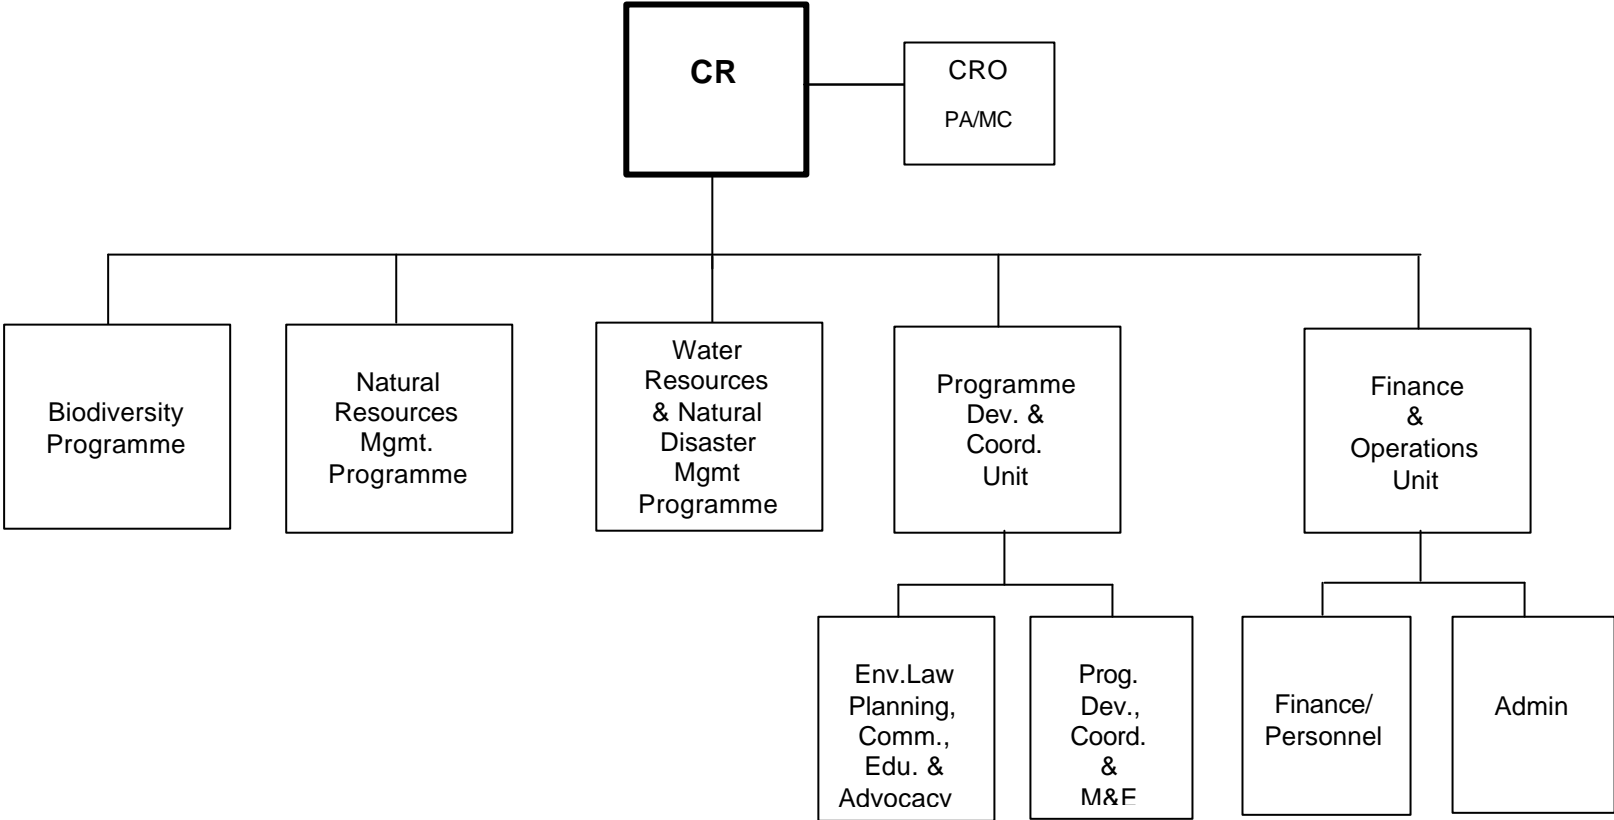 CR
CRO
PA/MC
Biodiversity
Programme
Natural
Resources
Mgmt.
Programme
Water
Resources
& Natural
Disaster
Mgmt
Programme
Programme
Dev. &
Coord.
Unit
Finance
&
Operations
Unit
Env.Law
Planning,
Comm.,
Edu. &
Advocacy
Prog.
Dev.,
Coord.
&
M&E
Finance/
Personnel
Admin